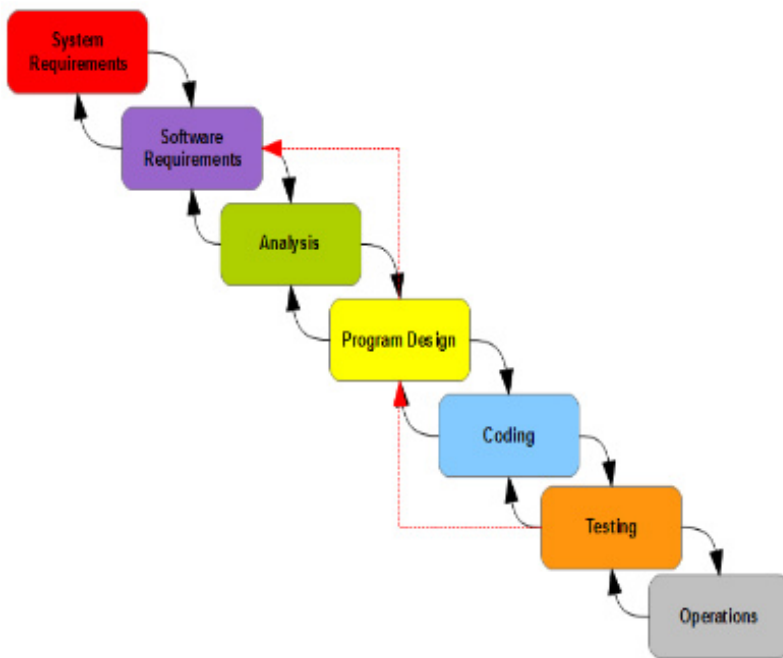 System
Requirements
Software
Requirements
Analysis
Program Design
Coding
Testing
Operations